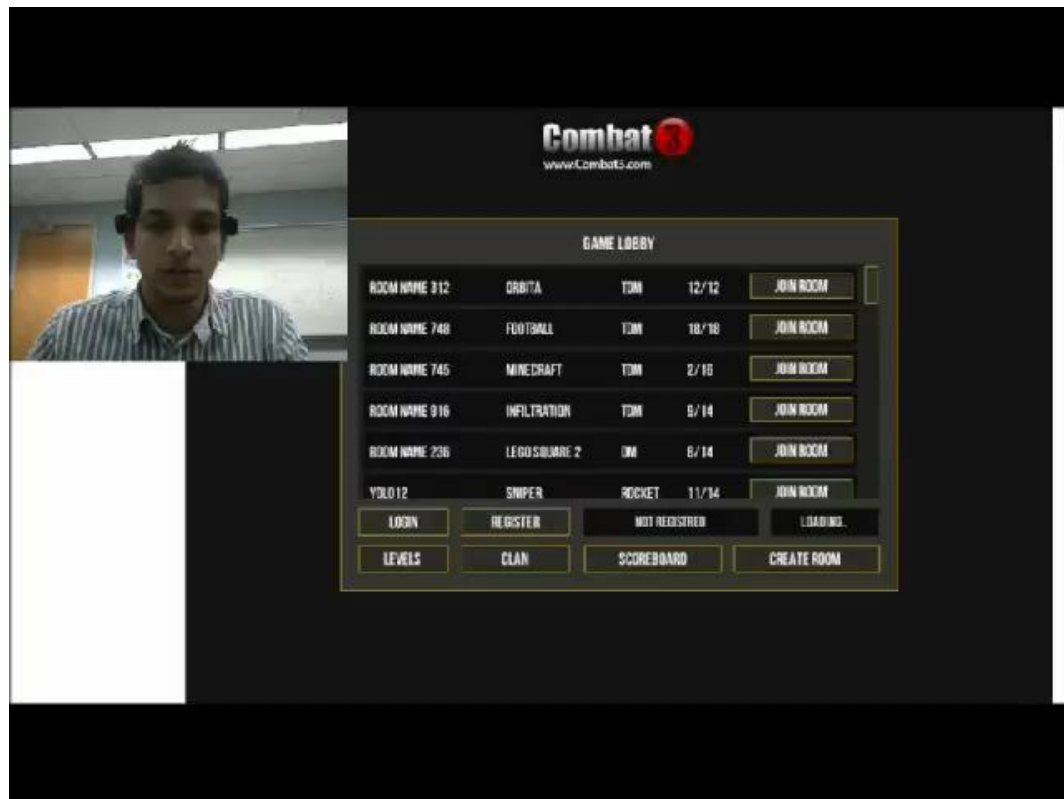 Combat 3
www.Combat3.com
GAME LOBBY
ROOM NAME 312 ORBITA TDM 12/12 JOIN ROOM
ROOM NAME 748 FOOTBALL TDM 18/18 JOIN ROOM
ROOM NAME 745 MINECRAFT TDM 2/16 JOIN ROOM
ROOM NAME 916 INFILTRATION TDM 9/14 JOIN ROOM
ROOM NAME 236 LEGO SQUARE 2 DM 8/14 JOIN ROOM
YOLO12 SNIPER ROCKET 11/14 JOIN ROOM
LOGIN REGISTER NOT REGISTRED LOADING..
LEVELS CLAN SCOREBOARD CREATE ROOM